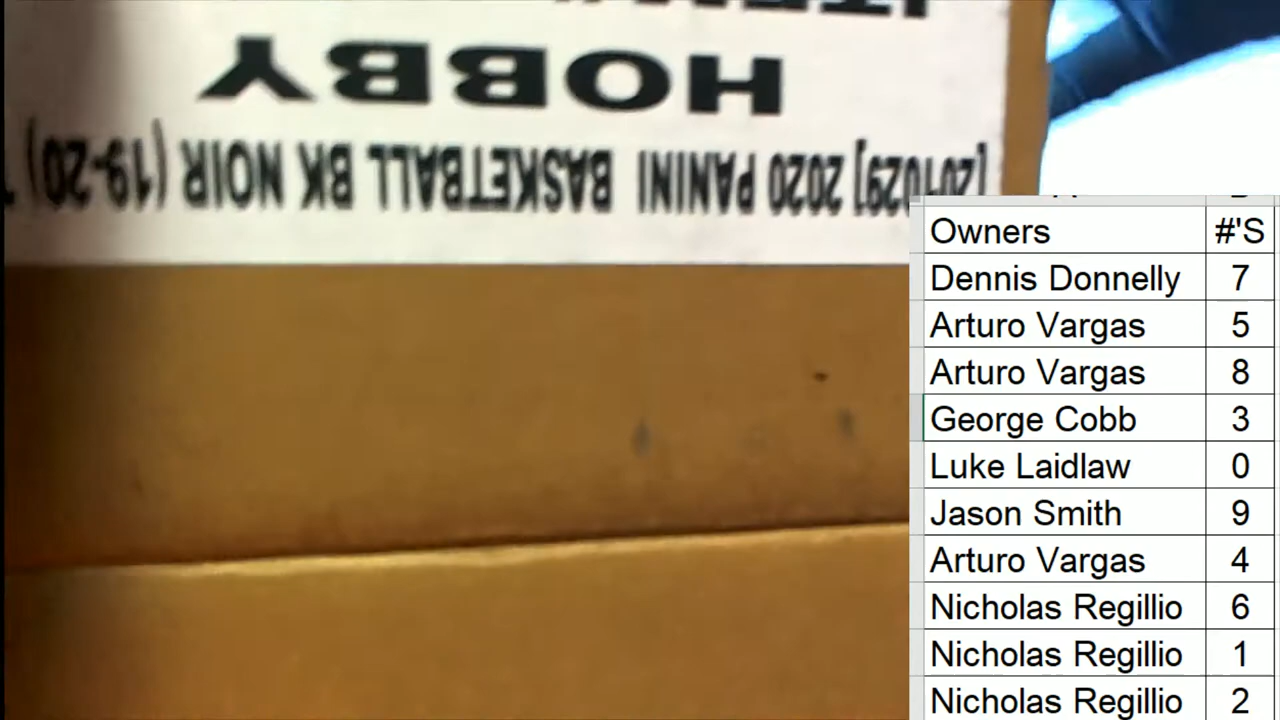 HOBBY
[201029] 2020 PANINI BASKETBALL BK NOIR (19-20)
Owners #'S
Dennis Donnelly 7
Arturo Vargas 5
Arturo Vargas 8
George Cobb 3
Luke Laidlaw 0
Jason Smith 9
Arturo Vargas 4
Nicholas Regillio 6
Nicholas Regillio 1
Nicholas Regillio 2